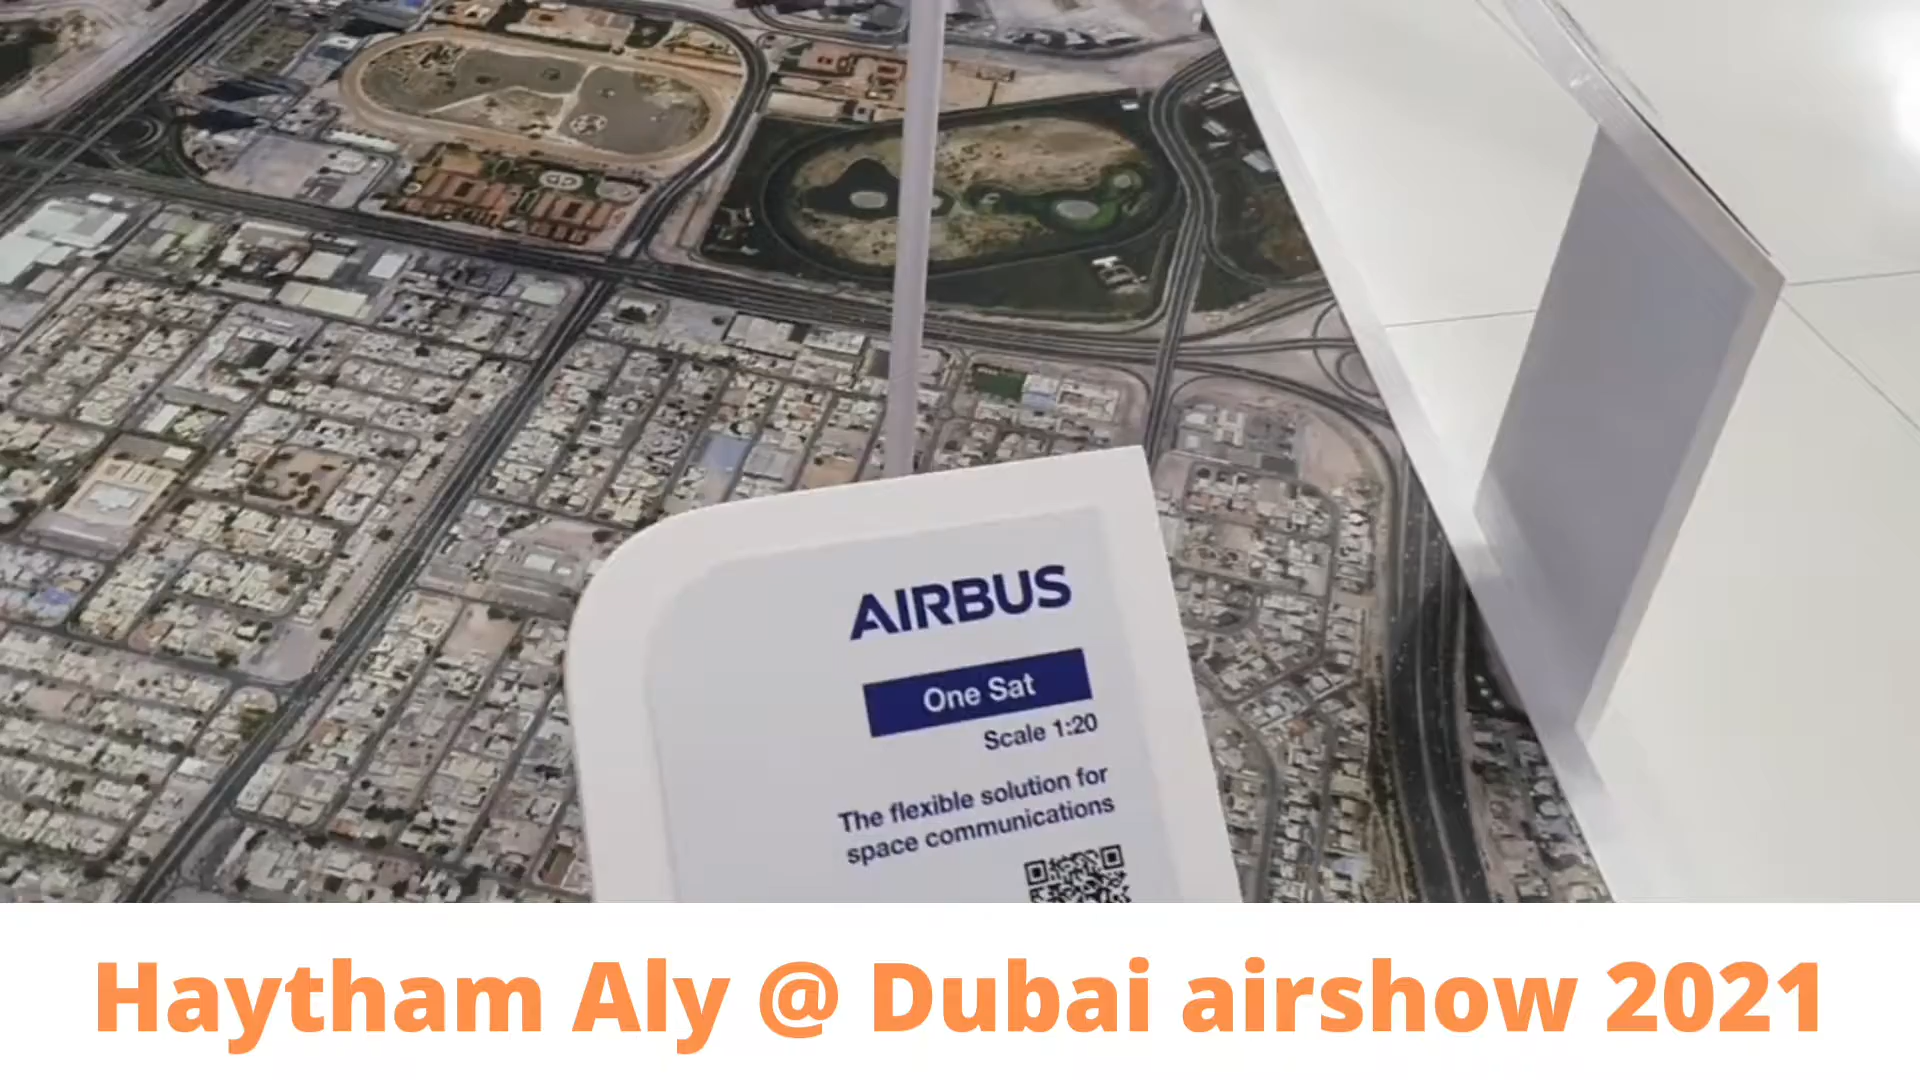 AIRBUS
One Sat
Scale 1:20
The flexible solution for
space communications
Haytham Aly @ Dubai airshow 2021